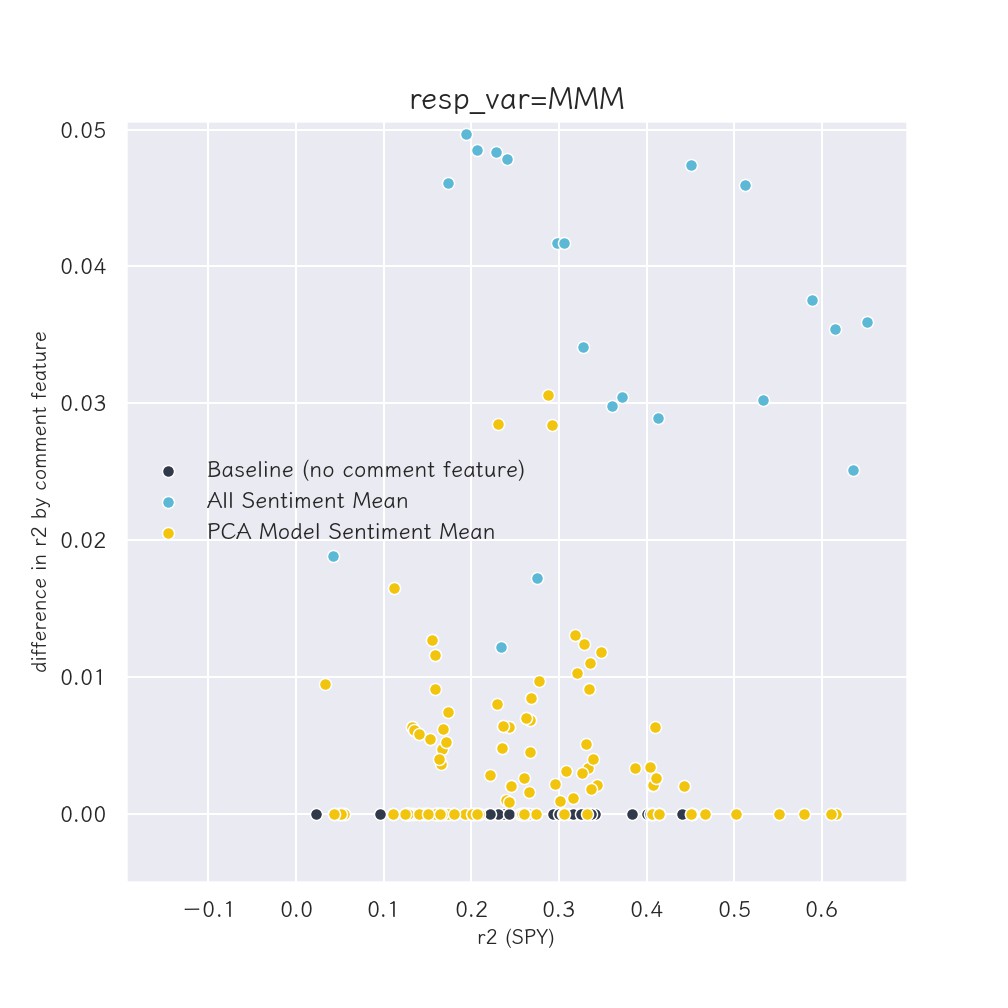 resp_var=MMM
0.05
0.04
0.03
0.02
0.01
0.00
difference in r2 by comment feature
Baseline (no comment feature)
All Sentiment Mean
PCA Model Sentiment Mean
−0.1 0.0 0.1 0.2 0.3 0.4 0.5 0.6
r2 (SPY)